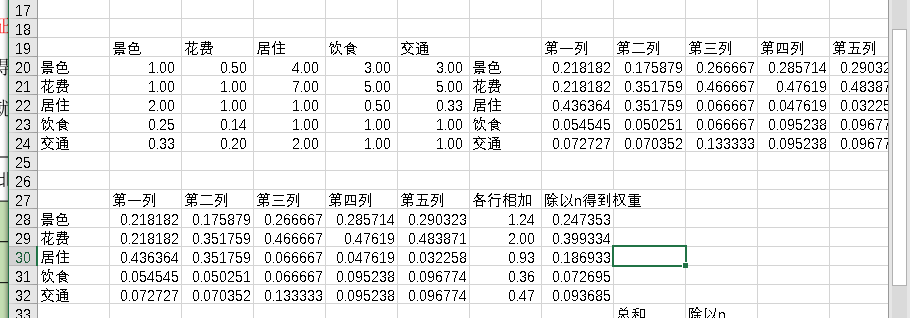 17
18
19 景色 花费 居住 饮食 交通 第一列 第二列 第三列 第四列 第五列
20 景色 1.00 0.50 4.00 3.00 3.00 景色 0.218182 0.175879 0.266667 0.285714 0.29032
21 花费 1.00 1.00 7.00 5.00 5.00 花费 0.218182 0.351759 0.466667 0.47619 0.48387
22 居住 2.00 1.00 1.00 0.50 0.33 居住 0.436364 0.351759 0.066667 0.047619 0.03225
23 饮食 0.25 0.14 1.00 1.00 1.00 饮食 0.054545 0.050251 0.066667 0.095238 0.09677
24 交通 0.33 0.20 2.00 1.00 1.00 交通 0.072727 0.070352 0.133333 0.095238 0.09677
25
26
27 第一列 第二列 第三列 第四列 第五列 各行相加 除以n得到权重
28 景色 0.218182 0.175879 0.266667 0.285714 0.290323 1.24 0.247353
29 花费 0.218182 0.351759 0.466667 0.47619 0.483871 2.00 0.399334
30 居住 0.436364 0.351759 0.066667 0.047619 0.032258 0.93 0.186933
31 饮食 0.054545 0.050251 0.066667 0.095238 0.096774 0.36 0.072695
32 交通 0.072727 0.070352 0.133333 0.095238 0.096774 0.47 0.093685
33 总和 除以n